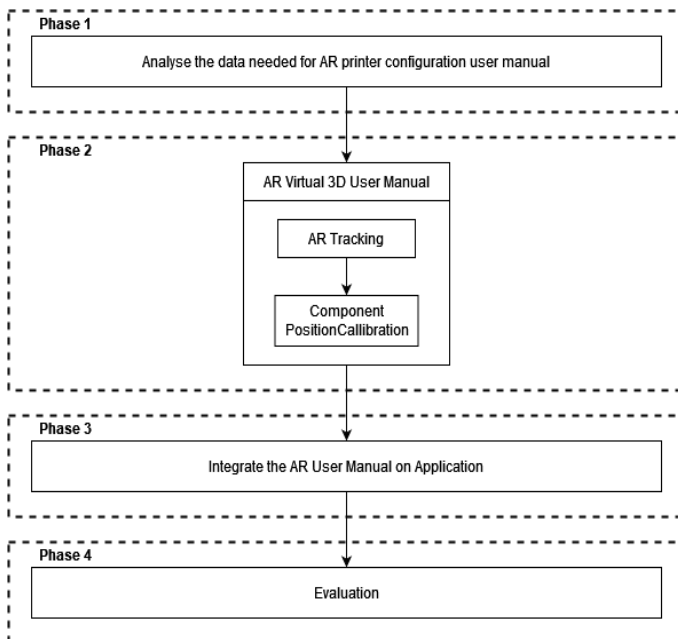 Phase 1
Analyse the data needed for AR printer configuration user manual
Phase 2
AR Virtual 3D User Manual
AR Tracking
Component
PositionCallibration
Phase 3
Integrate the AR User Manual on Application
Phase 4
Evaluation